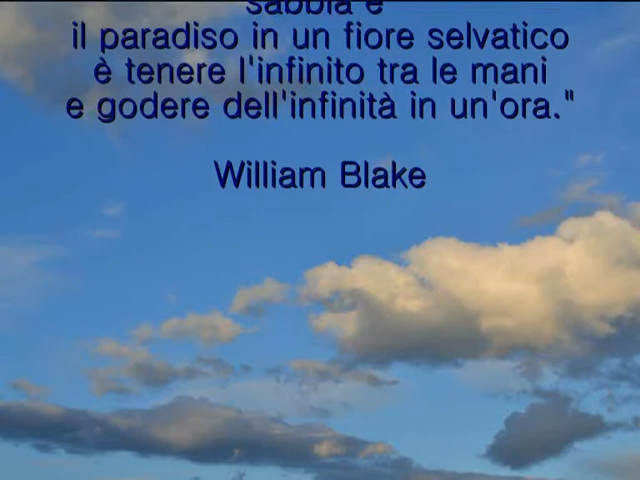 sabbia e
il paradiso in un fiore selvatico
è tenere l'infinito tra le mani
e godere dell'infinità in un'ora."
William Blake